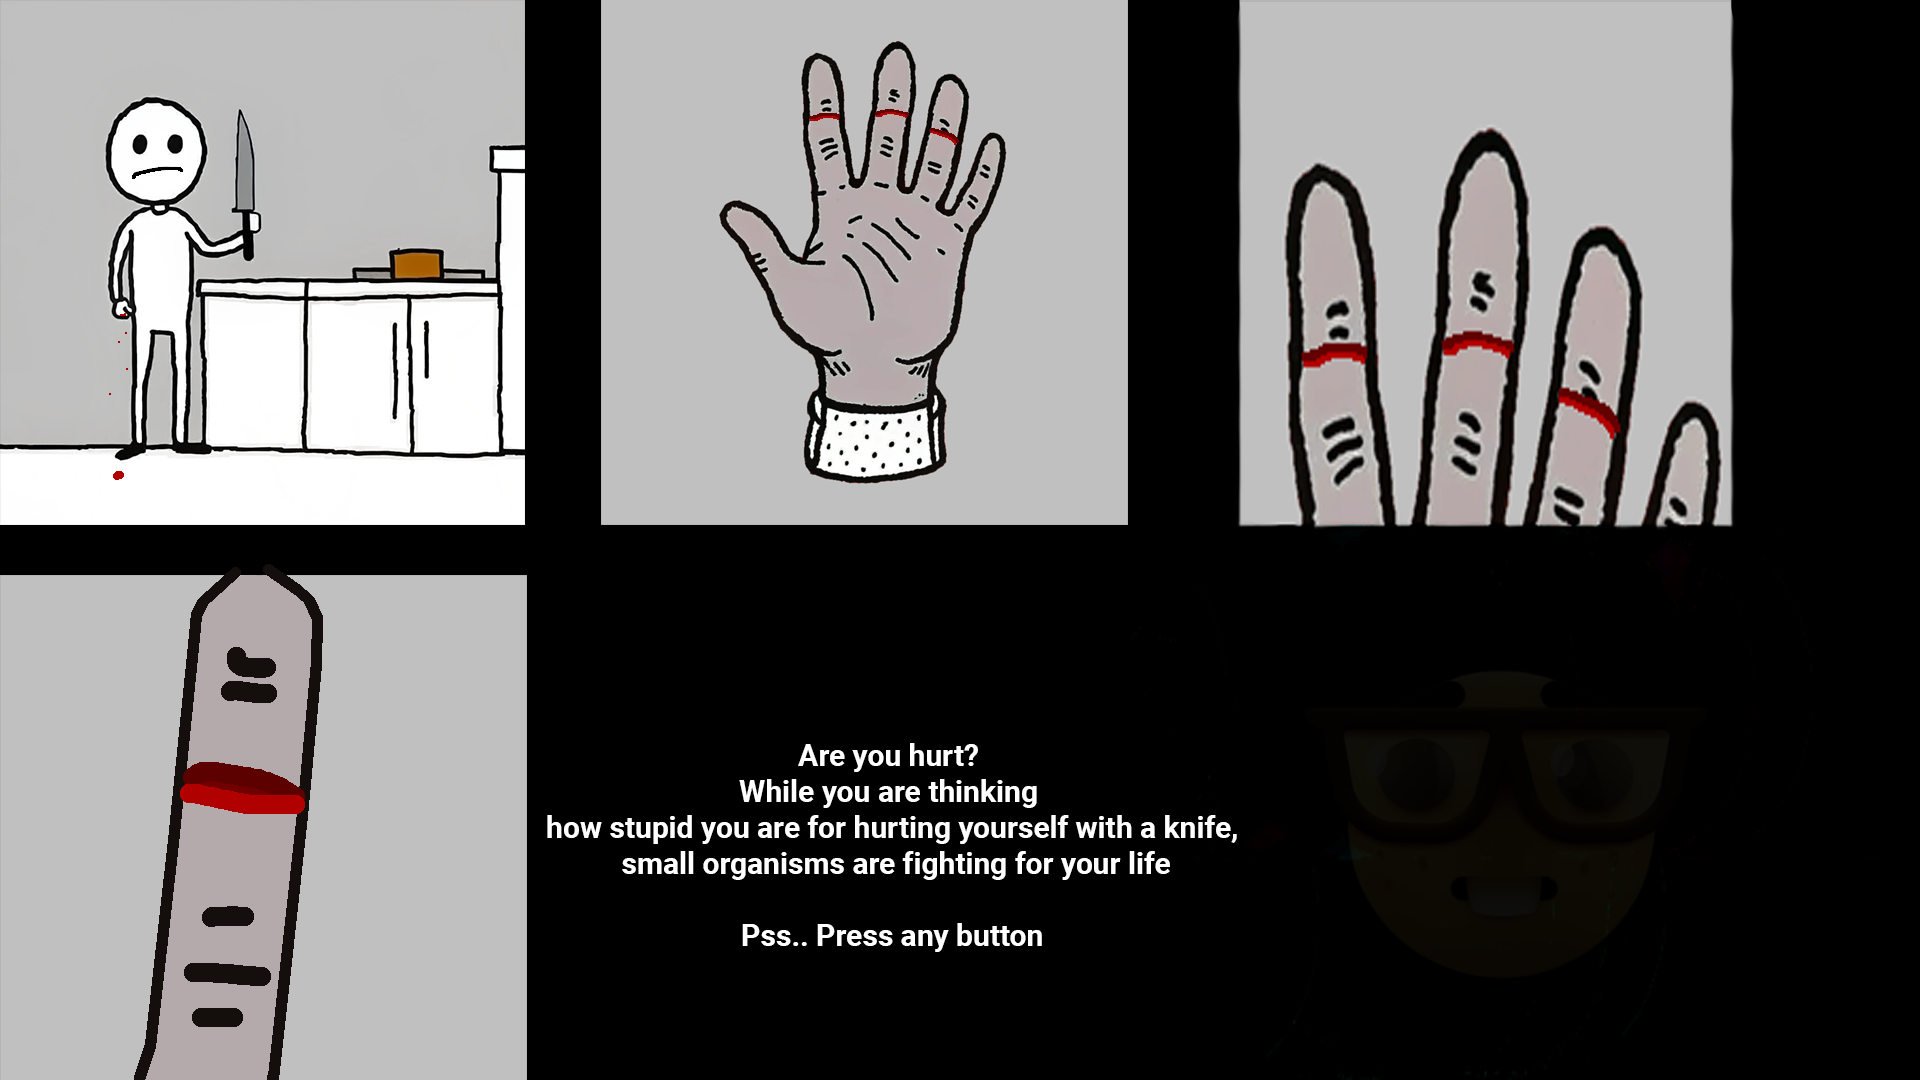 Are you hurt?
While you are thinking
how stupid you are for hurting yourself with a knife,
small organisms are fighting for your life
Pss.. Press any button